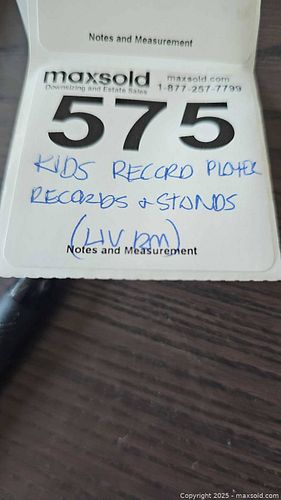 Notes and Measurement
maxsold maxsold.com
Downsizing and Estate Sales 1-877-257-7799
575
KIDS RECORD PLAYER
RECORDS & STANDS
(LIV RM)
Notes and Measurement
Copyright 2025 - maxsold.com